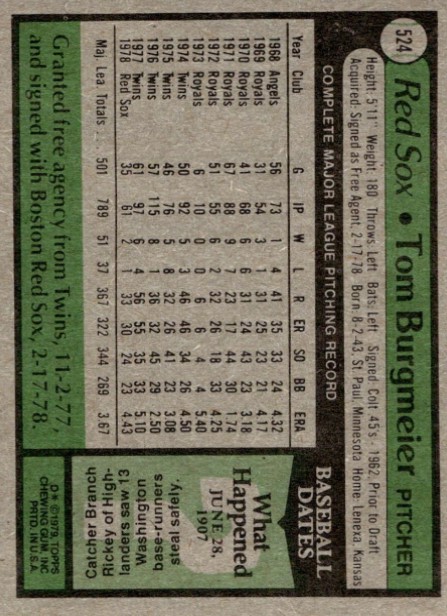 524
Red Sox • Tom Burgmeier PITCHER
Height: 5'11" Weight: 180 Throws: Left Bats: Left Signed: Colt 45's - 1962, Prior to Draft
Acquired: Signed as Free Agent, 2-17-78 Born 8-2-43, St. Paul, Minnesota Home: Lenexa, Kansas
COMPLETE MAJOR LEAGUE PITCHING RECORD
Year Club G IP W L R ER SO BB ERA
1968 Angels 56 73 1 4 41 35 33 24 4.32
1969 Royals 31 54 3 1 31 25 23 21 4.17
1970 Royals 41 68 6 6 31 24 43 23 3.18
1971 Royals 67 88 9 7 23 17 44 30 1.74
1972 Royals 51 55 6 2 32 26 18 33 4.25
1973 Royals 6 10 0 0 6 6 4 4 5.40
1974 Twins 50 92 5 3 46 46 34 26 4.50
1975 Twins 46 76 5 8 32 26 41 23 3.08
1976 Twins 57 115 8 1 36 32 45 29 2.50
1977 Twins 61 97 6 4 56 55 35 33 5.10
1978 Red Sox 35 61 2 1 33 30 24 23 4.43
Maj. Lea. Totals 501 789 51 37 367 322 344 269 3.67
Granted free agency from Twins, 11-2-77
and signed with Boston Red Sox, 2-17-78.
BASEBALL
DATES
What
Happened
JUNE 28,
1907
Catcher Branch
Rickey of High-
landers saw 13
Washington
base-runners
steal safely.
D* © 1979 TOPPS
CHEWING GUM, INC.
PRTD. IN U.S.A.